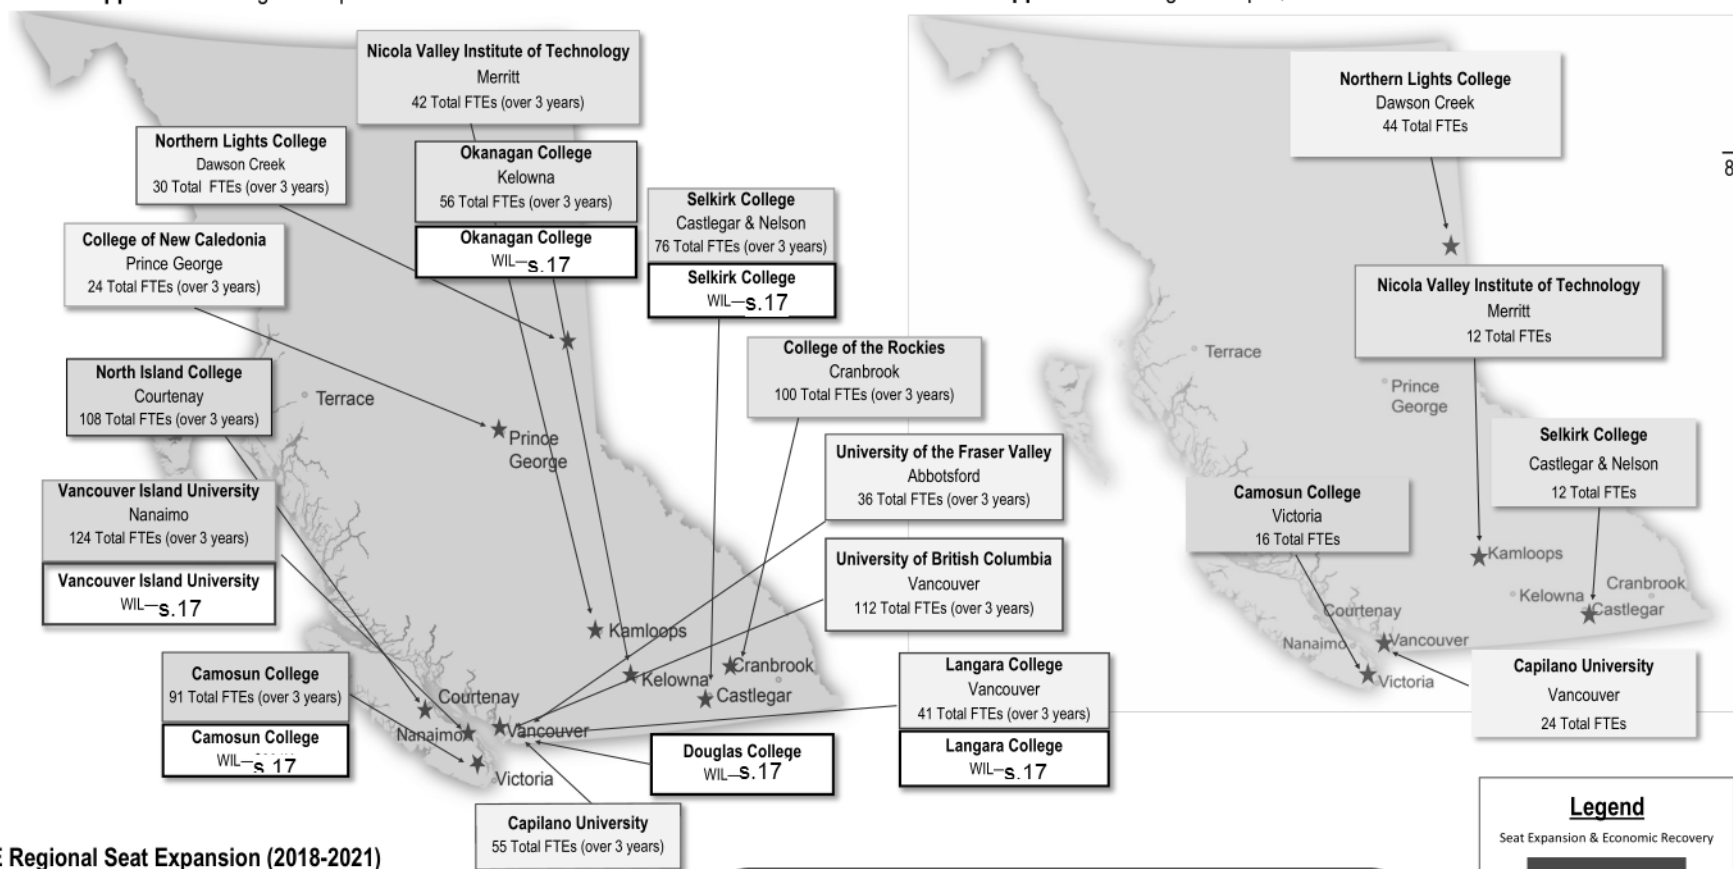 Nicola Valley Institute of Technology
Merritt
42 Total FTEs (over 3 years)
Northern Lights College
Dawson Creek
30 Total FTEs (over 3 years)
Okanagan College
Kelowna
56 Total FTEs (over 3 years)
Okanagan College
WIL—s.17
Selkirk College
Castlegar & Nelson
76 Total FTEs (over 3 years)
Selkirk College
WIL—s.17
College of New Caledonia
Prince George
24 Total FTEs (over 3 years)
College of the Rockies
Cranbrook
100 Total FTEs (over 3 years)
North Island College
Courtenay
108 Total FTEs (over 3 years)
Terrace
Prince
George
University of the Fraser Valley
Abbotsford
36 Total FTEs (over 3 years)
Vancouver Island University
Nanaimo
124 Total FTEs (over 3 years)
Vancouver Island University
WIL—s.17
University of British Columbia
Vancouver
112 Total FTEs (over 3 years)
Kamloops
Cranbrook
Kelowna
Castlegar
Courtenay
Nanaimo
Vancouver
Victoria
Camosun College
91 Total FTEs (over 3 years)
Camosun College
WIL—s.17
Langara College
Vancouver
41 Total FTEs (over 3 years)
Langara College
WIL—s.17
Douglas College
WIL—s.17
Capilano University
55 Total FTEs (over 3 years)
E Regional Seat Expansion (2018-2021)
Northern Lights College
Dawson Creek
44 Total FTEs
8
Nicola Valley Institute of Technology
Merritt
12 Total FTEs
Terrace
Prince
George
Selkirk College
Castlegar & Nelson
12 Total FTEs
Camosun College
Victoria
16 Total FTEs
Kamloops
Cranbrook
Kelowna
Castlegar
Courtenay
Nanaimo
Vancouver
Victoria
Capilano University
Vancouver
24 Total FTEs
Legend
Seat Expansion & Economic Recovery